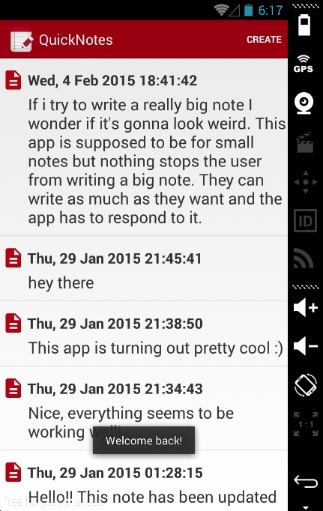 6:17
QuickNotes
CREATE
Wed, 4 Feb 2015 18:41:42
If i try to write a really big note I
wonder if it's gonna look weird. This
app is supposed to be for small
notes but nothing stops the user
from writing a big note. They can
write as much as they want and the
app has to respond to it.
Thu, 29 Jan 2015 21:45:41
hey there
Thu, 29 Jan 2015 21:38:50
This app is turning out pretty cool :)
Thu, 29 Jan 2015 21:34:43
Nice, everything seems to be
working
Welcome back!
Thu, 29 Jan 2015 01:28:15
Hello!! This note has been updated
free for personal use
GPS
ID
1:1